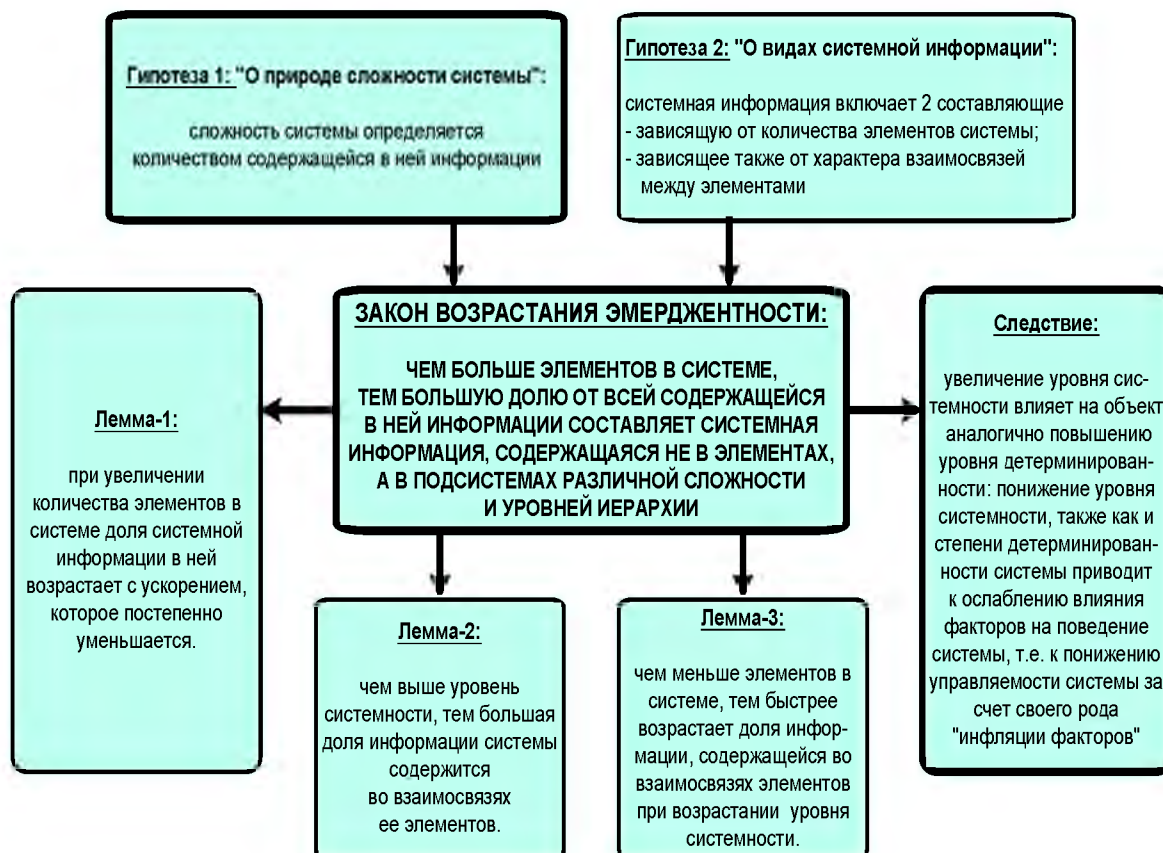 Гипотеза 1: "О природе сложности системы":
сложность системы определяется
количеством содержащейся в ней информации
Гипотеза 2: "О видах системной информации":
системная информация включает 2 составляющие
- зависящую от количества элементов системы;
- зависящее также от характера взаимосвязей
между элементами
ЗАКОН ВОЗРАСТАНИЯ ЭМЕРДЖЕНТНОСТИ:
ЧЕМ БОЛЬШЕ ЭЛЕМЕНТОВ В СИСТЕМЕ,
ТЕМ БОЛЬШУЮ ДОЛЮ ОТ ВСЕЙ СОДЕРЖАЩЕЙСЯ
В НЕЙ ИНФОРМАЦИИ СОСТАВЛЯЕТ СИСТЕМНАЯ
ИНФОРМАЦИЯ, СОДЕРЖАЩАЯСЯ НЕ В ЭЛЕМЕНТАХ,
А В ПОДСИСТЕМАХ РАЗЛИЧНОЙ СЛОЖНОСТИ
И УРОВНЕЙ ИЕРАРХИИ
Лемма-1:
при увеличении
количества элементов в
системе доля системной
информации в ней
возрастает с ускорением,
которое постепенно
уменьшается.
Лемма-2:
чем выше уровень
системности, тем большая
доля информации системы
содержится
во взаимосвязях
ее элементов.
Лемма-3:
чем меньше элементов в
системе, тем быстрее
возрастает доля инфор-
мации, содержащейся во
взаимосвязях элементов
при возрастании уровня
системности.
Следствие:
увеличение уровня сис-
темности влияет на объект
аналогично повышению
уровня детерминирован-
ности: понижение уровня
системности, также как и
степени детерминирован-
ности системы приводит
к ослаблению влияния
факторов на поведение
системы, т.е. к понижению
управляемости системы за
счет своего рода
"инфляции факторов"